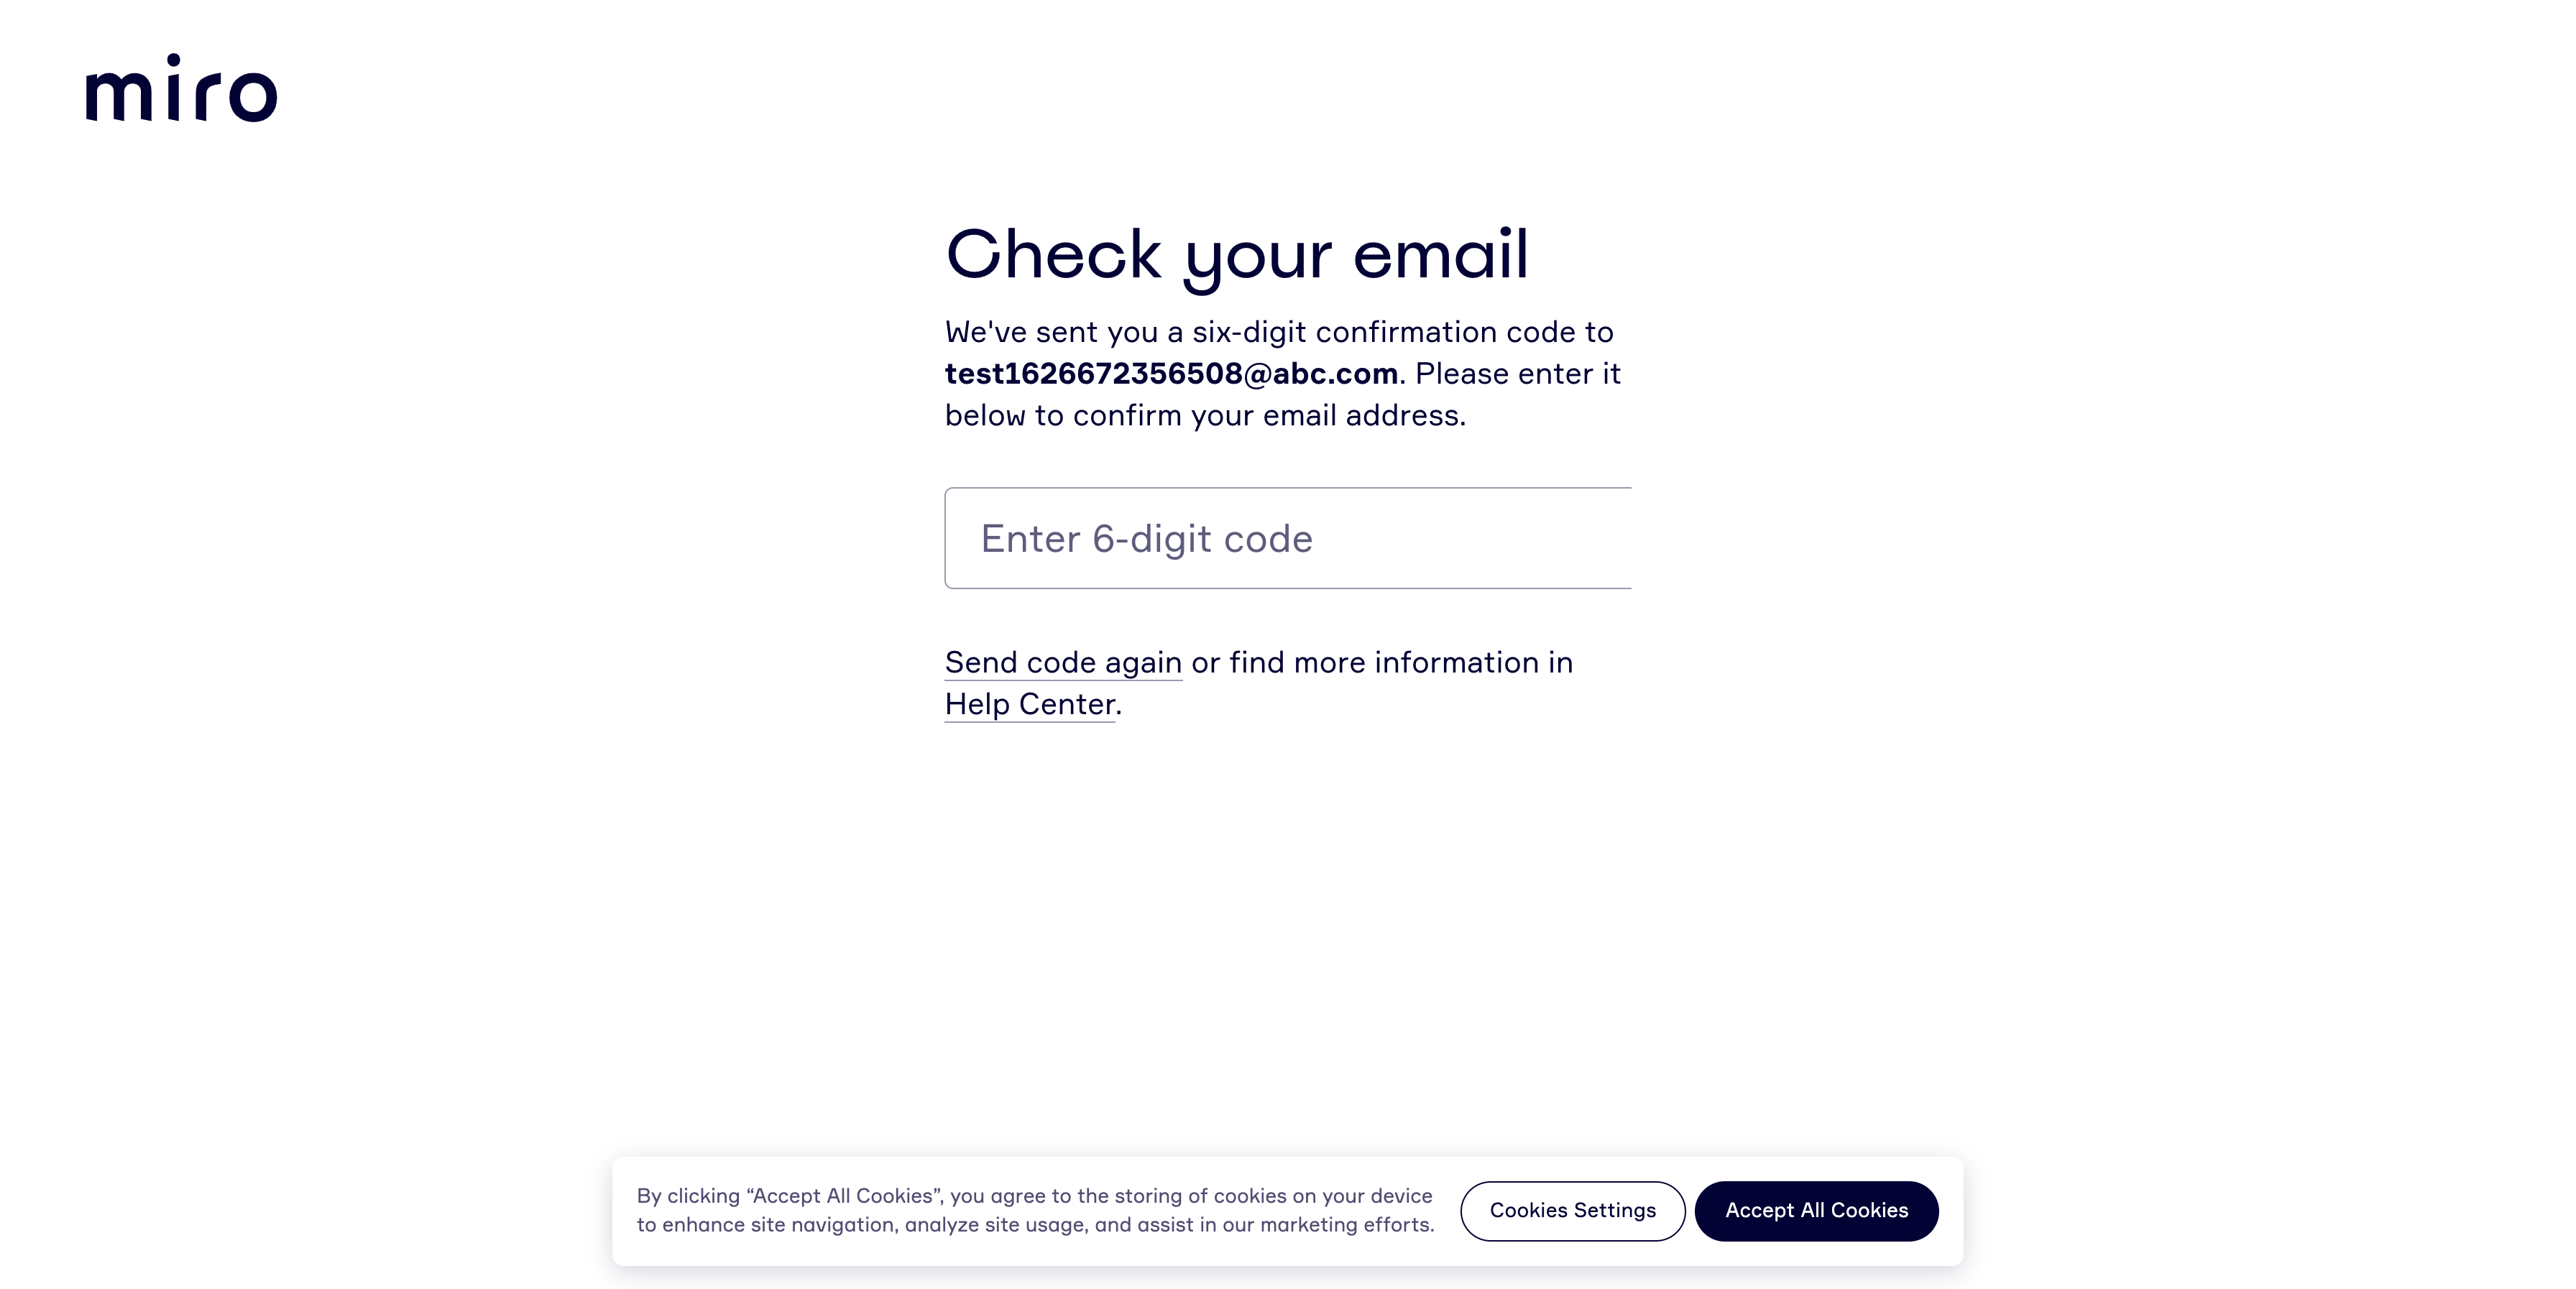 miro
Check your email
We've sent you a six-digit confirmation code to
test1626672356508@abc.com. Please enter it
below to confirm your email address.
Enter 6-digit code
Send code again or find more information in
Help Center.
By clicking “Accept All Cookies”, you agree to the storing of cookies on your device
to enhance site navigation, analyze site usage, and assist in our marketing efforts.
Cookies Settings
Accept All Cookies